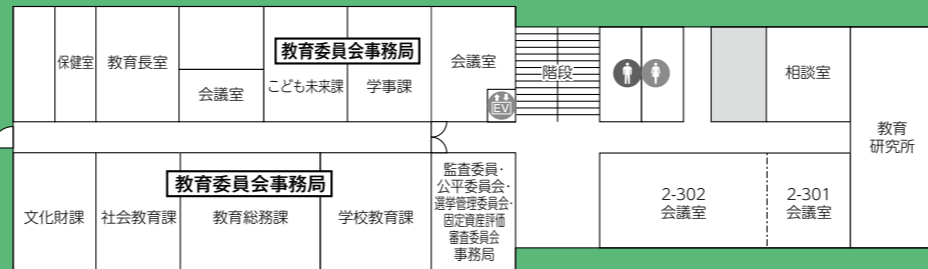 教育委員会事務局
保健室
教育長室
会議室
こども未来課
学事課
会議室
EV
階段
相談室
教育
研究所
教育委員会事務局
文化財課
社会教育課
教育総務課
学校教育課
監査委員・
公平委員会・
選挙管理委員会・
固定資産評価
審査委員会
事務局
2-302
会議室
2-301
会議室